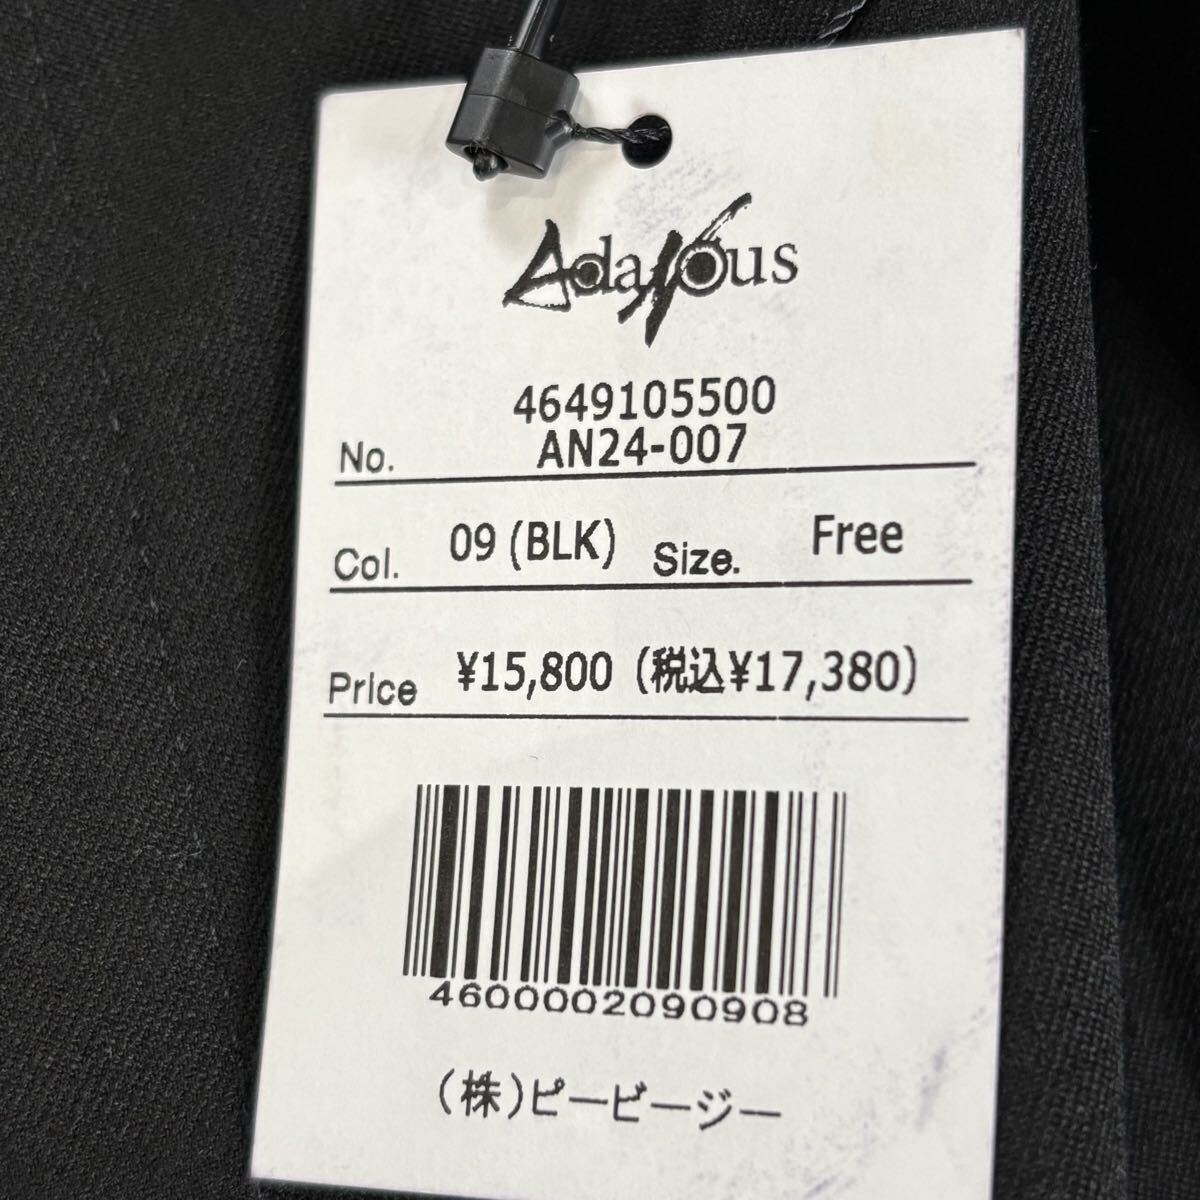 Adanous
4649105500
No. AN24-007
Col. 09 (BLK) Size. Free
Price ¥15,800 (税込¥17,380)
4600002090908
(株)ピービージー